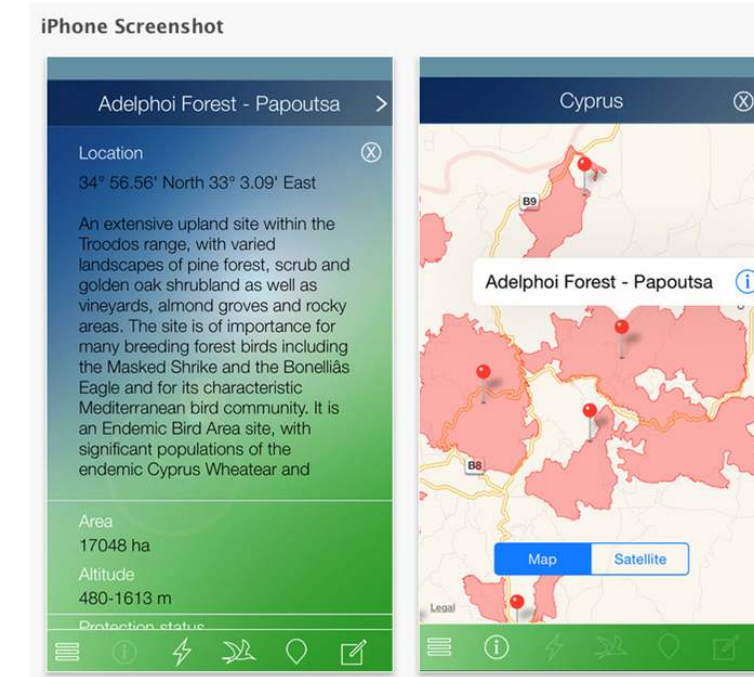 iPhone Screenshot
Adelphoi Forest - Papoutsa
Location
34° 56.56' North 33° 3.09' East
An extensive upland site within the
Troodos range, with varied
landscapes of pine forest, scrub and
golden oak shrubland as well as
vineyards, almond groves and rocky
areas. The site is of importance for
many breeding forest birds including
the Masked Shrike and the Bonelliâs
Eagle and for its characteristic
Mediterranean bird community. It is
an Endemic Bird Area site, with
significant populations of the
endemic Cyprus Wheatear and
Area
17048 ha
Altitude
480-1613 m
Protection status
Cyprus
B9
Adelphoi Forest - Papoutsa
B8
Map Satellite
Legal